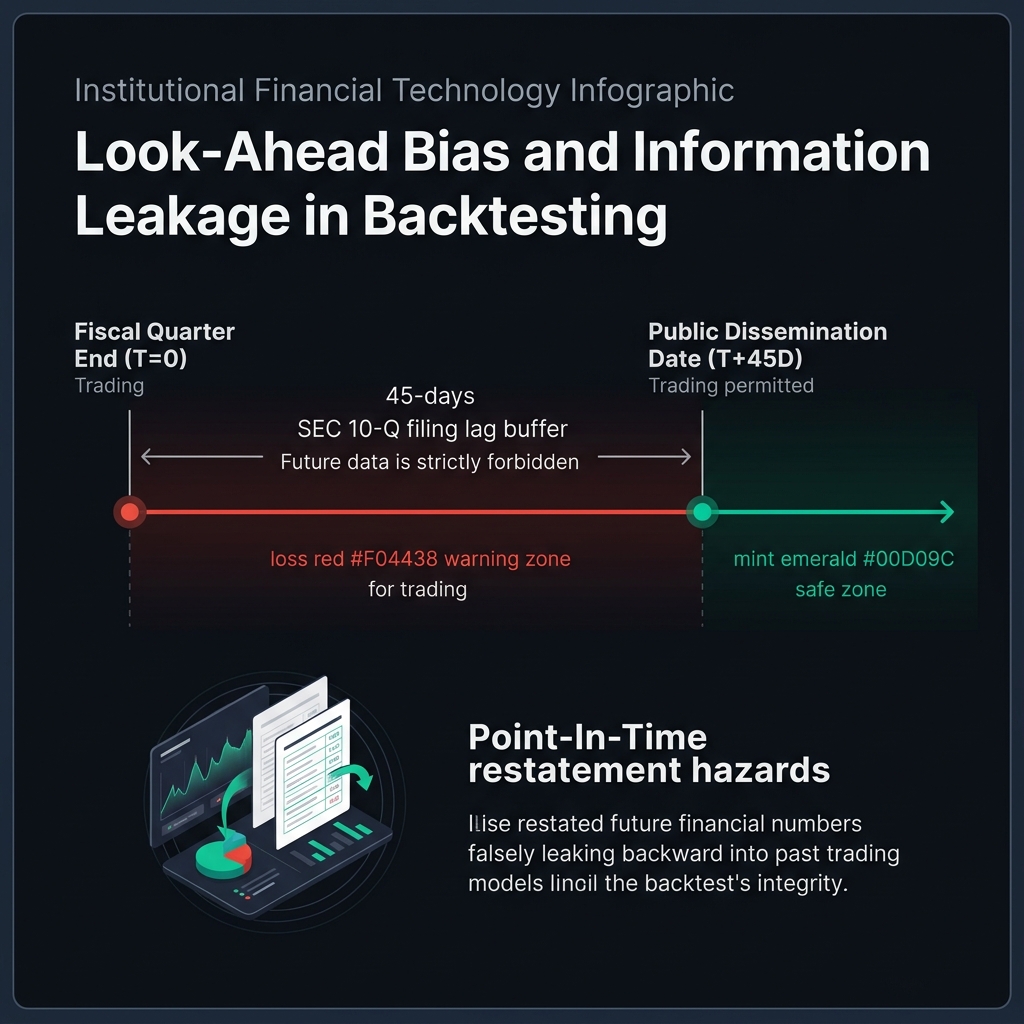 Institutional Financial Technology Infographic
Look-Ahead Bias and Information
Leakage in Backtesting
Fiscal Quarter
End (T=0)
Trading
Public Dissemination
Date (T+45D)
Trading permitted
45-days
SEC 10-Q filing lag buffer
Future data is strictly forbidden
loss red #F04438 warning zone
for trading
mint emerald #00D09C
safe zone
Point-In-Time
restatement hazards
restated future financial numbers
falsely leaking backward into past trading
models the backtest's integrity.